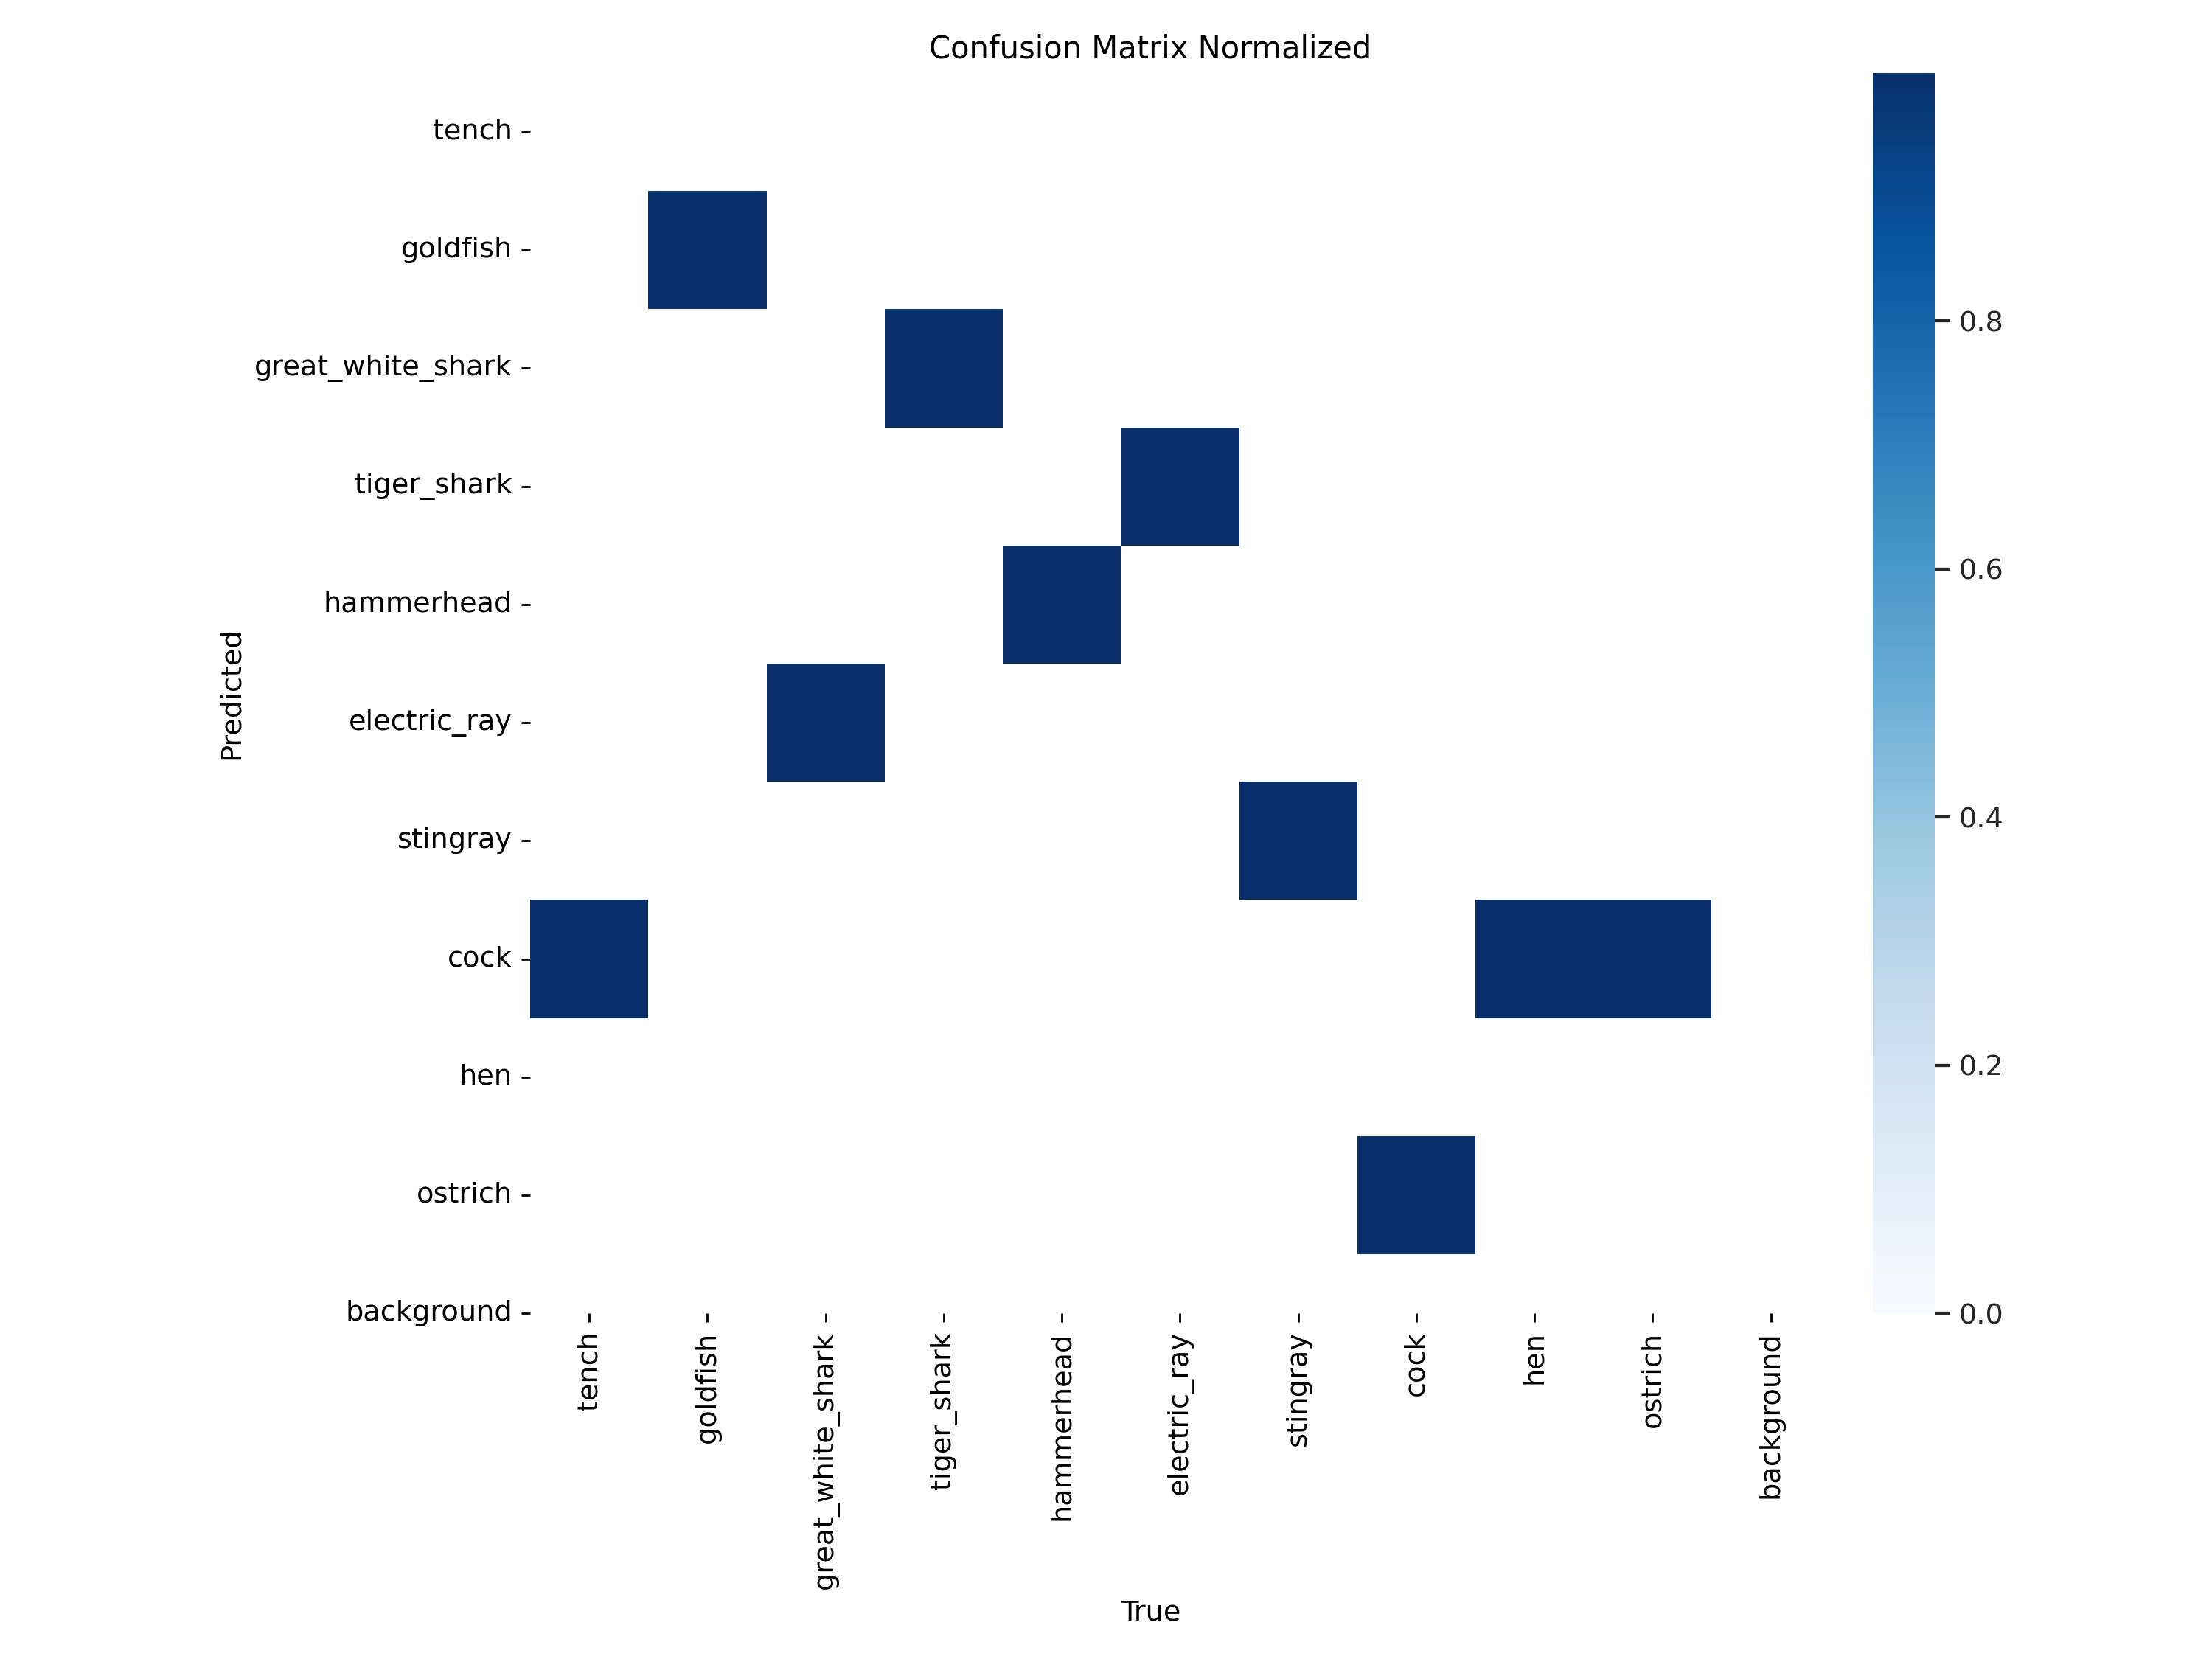 Confusion Matrix Normalized
tench
goldfish
great_white_shark
tiger_shark
hammerhead
electric_ray
stingray
cock
hen
ostrich
background
Predicted
tench
goldfish
great_white_shark
tiger_shark
hammerhead
electric_ray
stingray
cock
hen
ostrich
background
True
0.8
0.6
0.4
0.2
0.0